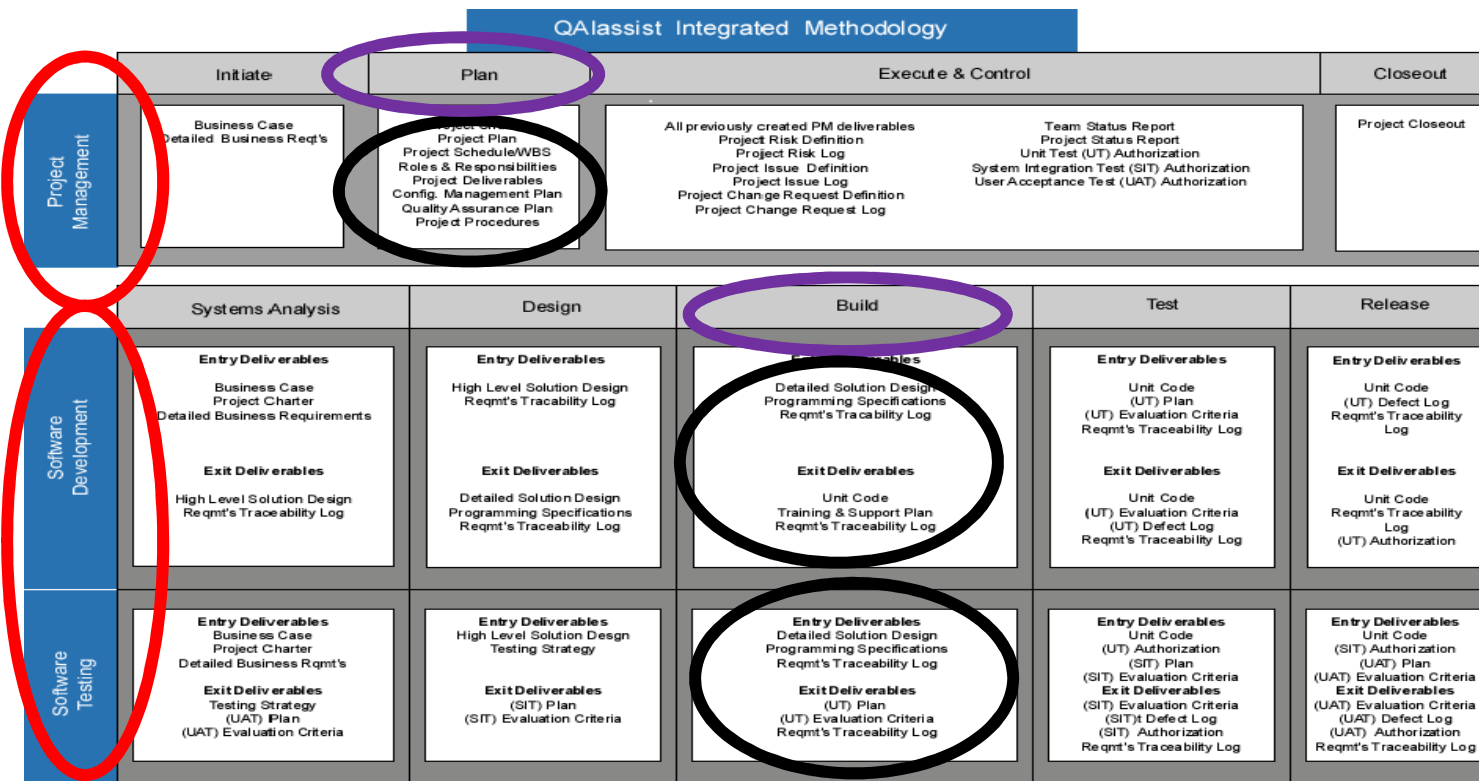 QAIassist Integrated Methodology
Initiate
Plan
Execute & Control
Closeout
Project
Management
Business Case
Detailed Business Reqt's
Project Plan
Project Schedule/WBS
Roles & Responsibilities
Project Deliverables
Config. Management Plan
Quality Assurance Plan
Project Procedures
All previously created PM deliverables
Project Risk Definition
Project Risk Log
Project Issue Definition
Project Issue Log
Project Change Request Definition
Project Change Request Log
Team Status Report
Project Status Report
Unit Test (UT) Authorization
System Integration Test (SIT) Authorization
User Acceptance Test (UAT) Authorization
Project Closeout
Systems Analysis
Design
Build
Test
Release
Software
Development
Entry Deliverables
Business Case
Project Charter
Detailed Business Requirements
Exit Deliverables
High Level Solution Design
Reqmt's Traceability Log
Entry Deliverables
High Level Solution Design
Reqmt's Tracability Log
Exit Deliverables
Detailed Solution Design
Programming Specifications
Reqmt's Traceability Log
Entry Deliverables
Detailed Solution Design
Programming Specifications
Reqmt's Tracability Log
Exit Deliverables
Unit Code
Training & Support Plan
Reqmt's Traceability Log
Entry Deliverables
Unit Code
(UT) Plan
(UT) Evaluation Criteria
Reqmt's Traceability Log
Exit Deliverables
Unit Code
(UT) Evaluation Criteria
(UT) Defect Log
Reqmt's Traceability Log
Entry Deliverables
Unit Code
(UT) Defect Log
Reqmt's Traceability
Log
Exit Deliverables
Unit Code
Reqmt's Traceability
Log
(UT) Authorization
Software
Testing
Entry Deliverables
Business Case
Project Charter
Detailed Business Rqmt's
Exit Deliverables
Testing Strategy
(UAT) Plan
(UAT) Evaluation Criteria
Entry Deliverables
High Level Solution Desgn
Testing Strategy
Exit Deliverables
(SIT) Plan
(SIT) Evaluation Criteria
Entry Deliverables
Detailed Solution Design
Programming Specifications
Reqmt's Traceability Log
Exit Deliverables
(UT) Plan
(UT) Evaluation Criteria
Reqmt's Traceability Log
Entry Deliverables
Unit Code
(UT) Authorization
(SIT) Plan
(SIT) Evaluation Criteria
Exit Deliverables
(SIT) Evaluation Criteria
(SIT)t Defect Log
(SIT) Authorization
Reqmt's Traceability Log
Entry Deliverables
Unit Code
(SIT) Authorization
(UAT) Plan
(UAT) Evaluation Criteria
Exit Deliverables
(UAT) Evaluation Criteria
(UAT) Defect Log
(UAT) Authorization
Reqmt's Traceability Log